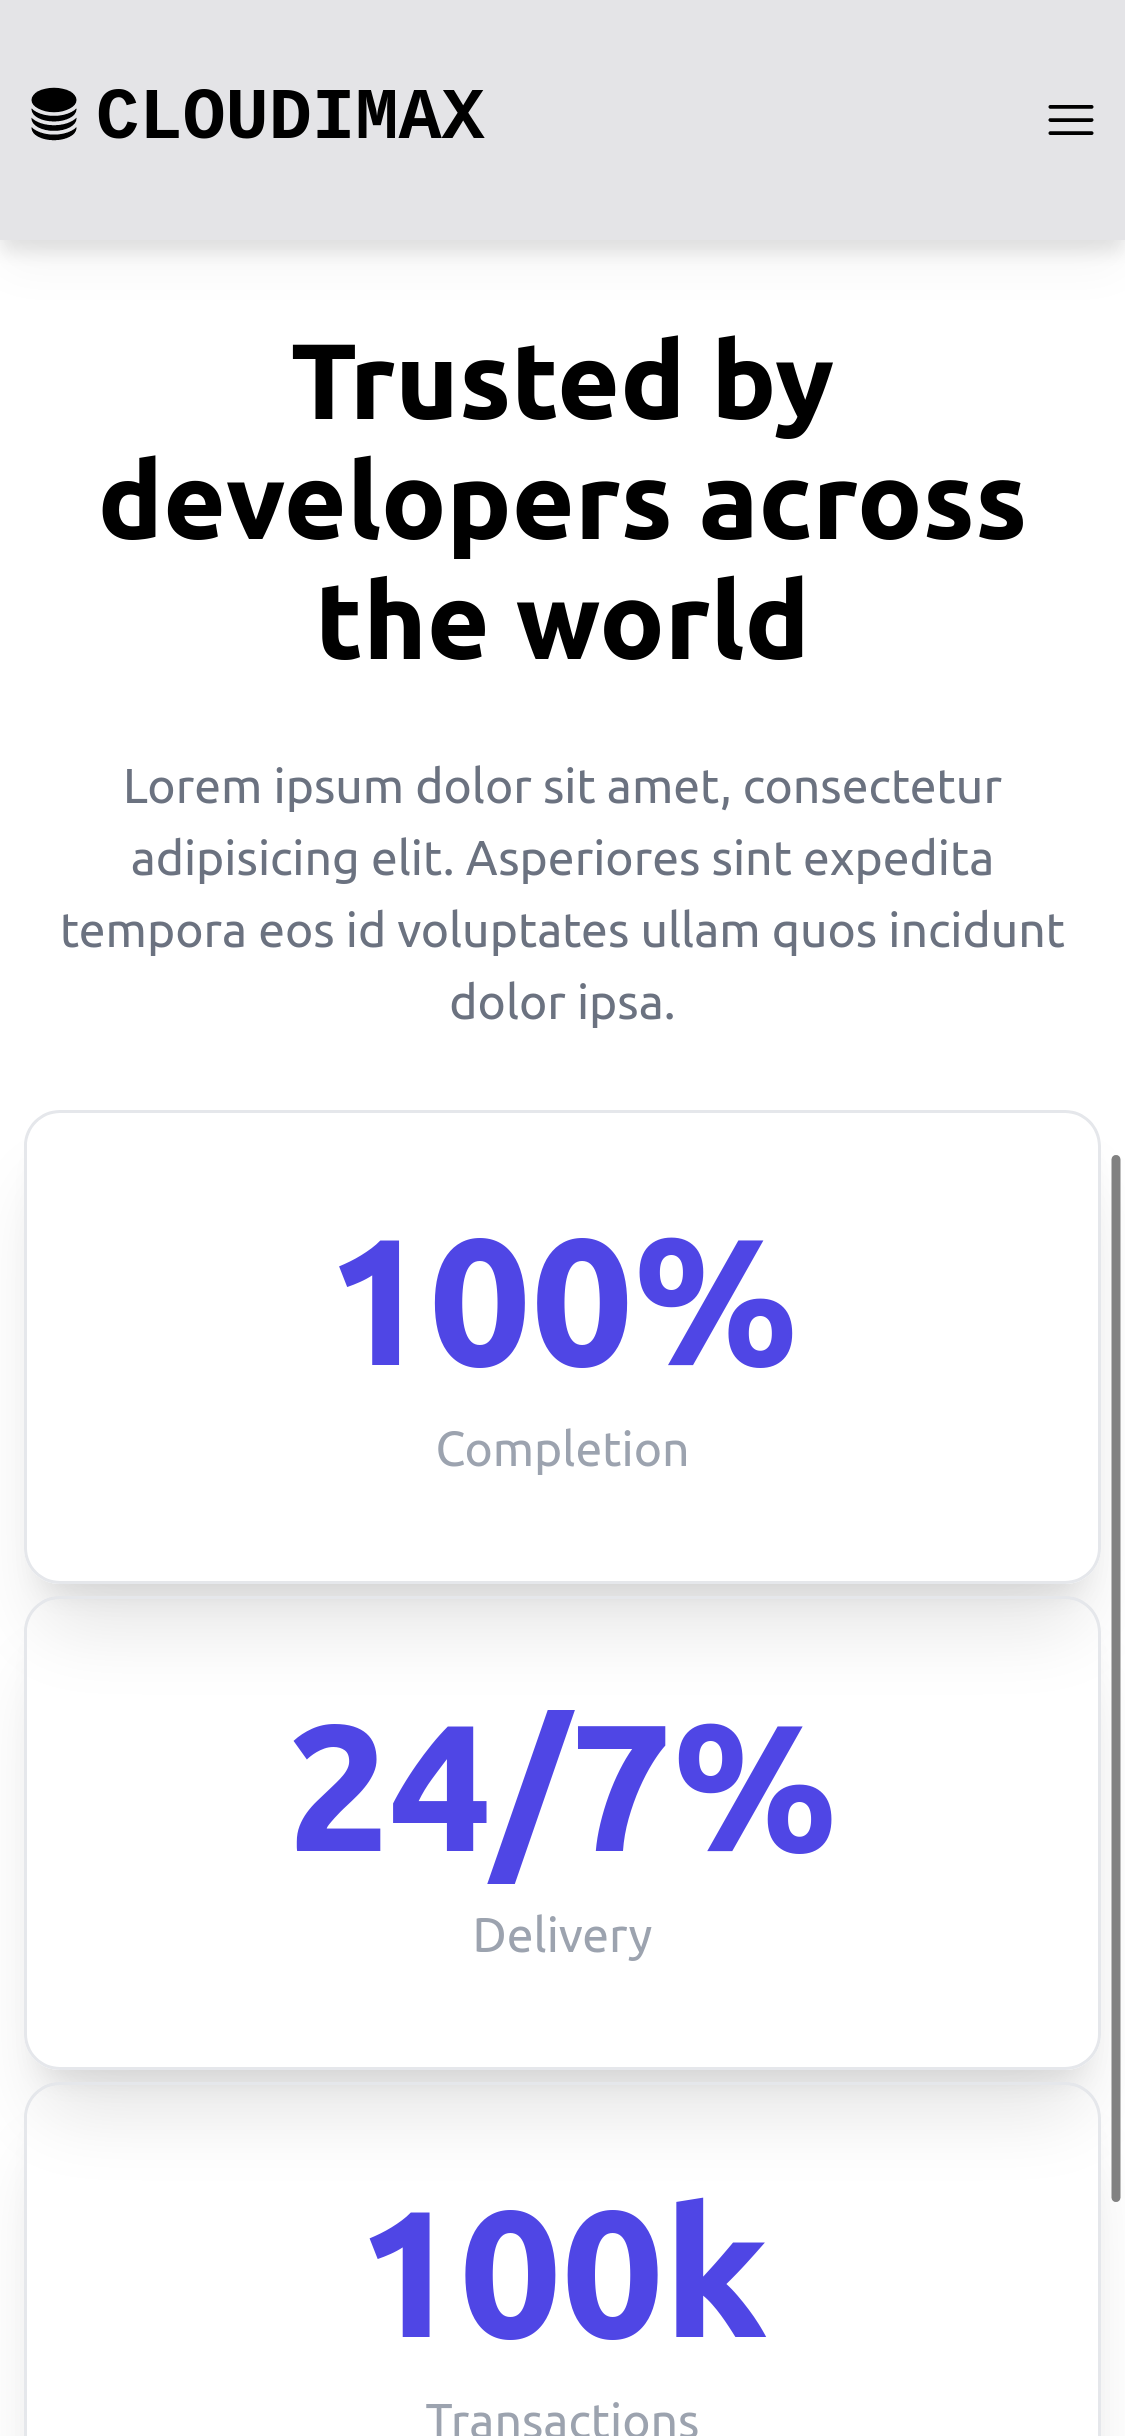 CLOUDIMAX
Trusted by
developers across
the world
Lorem ipsum dolor sit amet, consectetur
adipisicing elit. Asperiores sint expedita
tempora eos id voluptates ullam quos incidunt
dolor ipsa.
100%
Completion
24/7%
Delivery
100k
Transactions